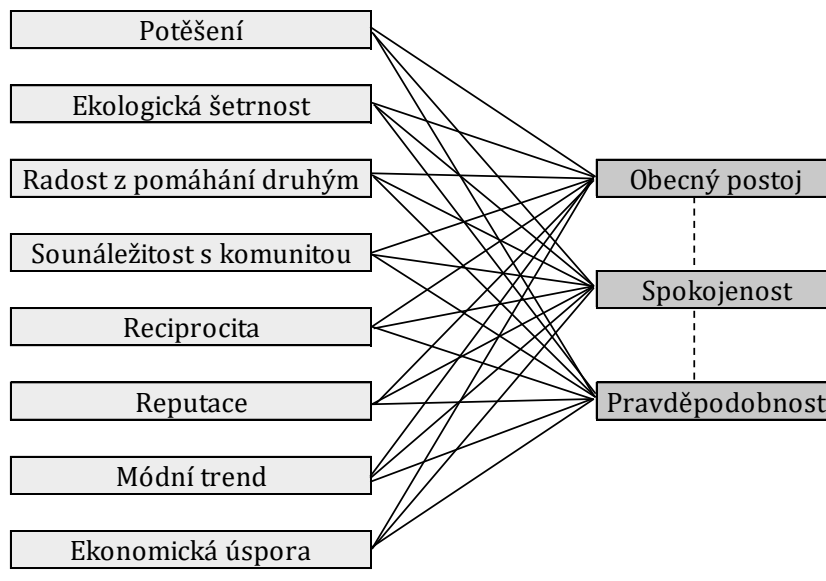 Potěšení
Ekologická šetrnost
Radost z pomáhání druhým
Sounáležitost s komunitou
Reciprocita
Reputace
Módní trend
Ekonomická úspora
Obecný postoj
Spokojenost
Pravděpodobnost